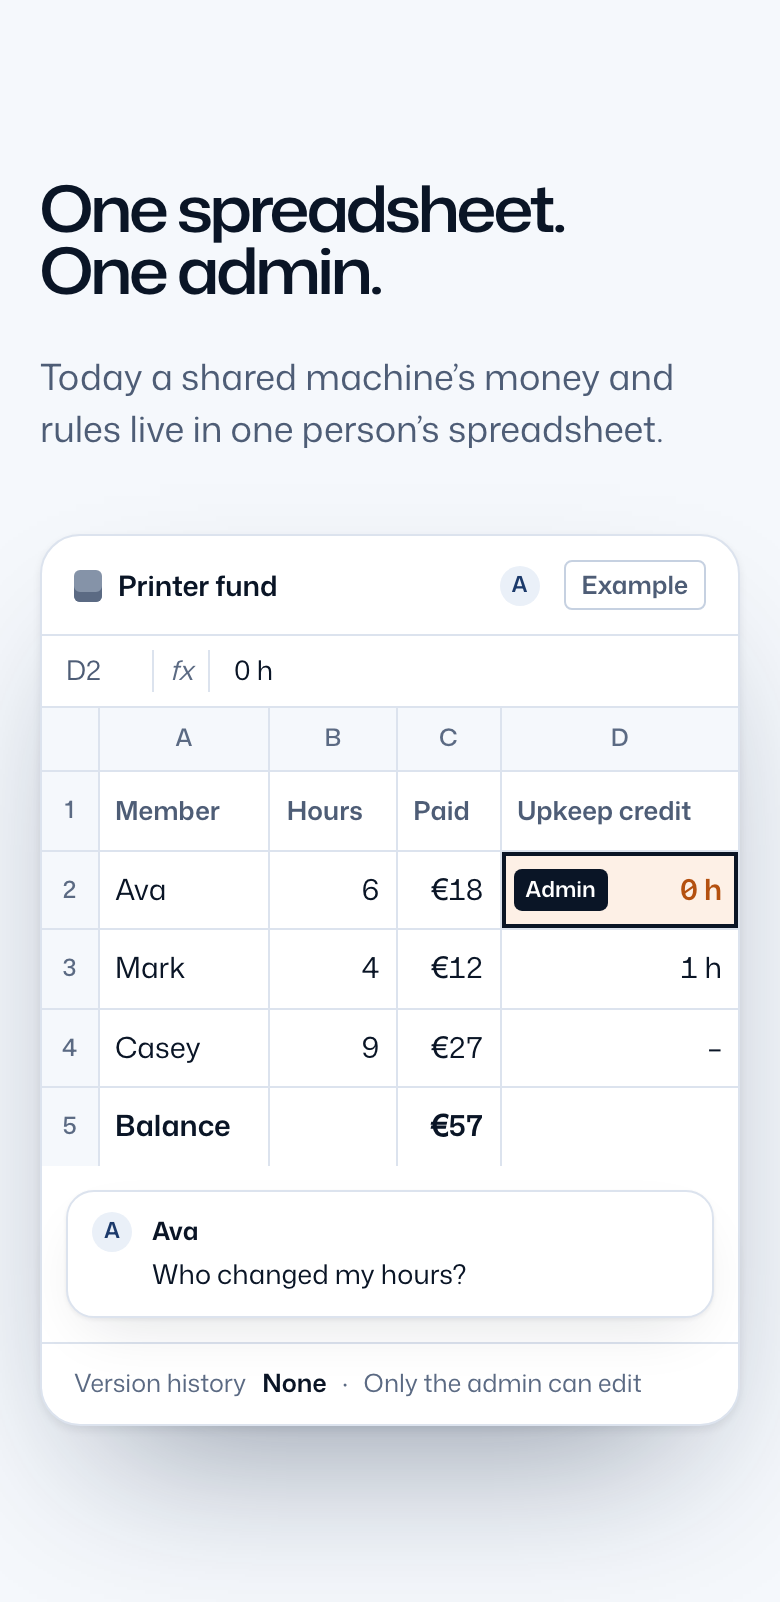 One spreadsheet.
One admin.
Today a shared machine’s money and
rules live in one person’s spreadsheet.
Printer fund A Example
D2 fx 0 h
A B C D
1 Member Hours Paid Upkeep credit
2 Ava 6 €18 Admin 0 h
3 Mark 4 €12 1 h
4 Casey 9 €27 –
5 Balance €57
A Ava
Who changed my hours?
Version history None · Only the admin can edit